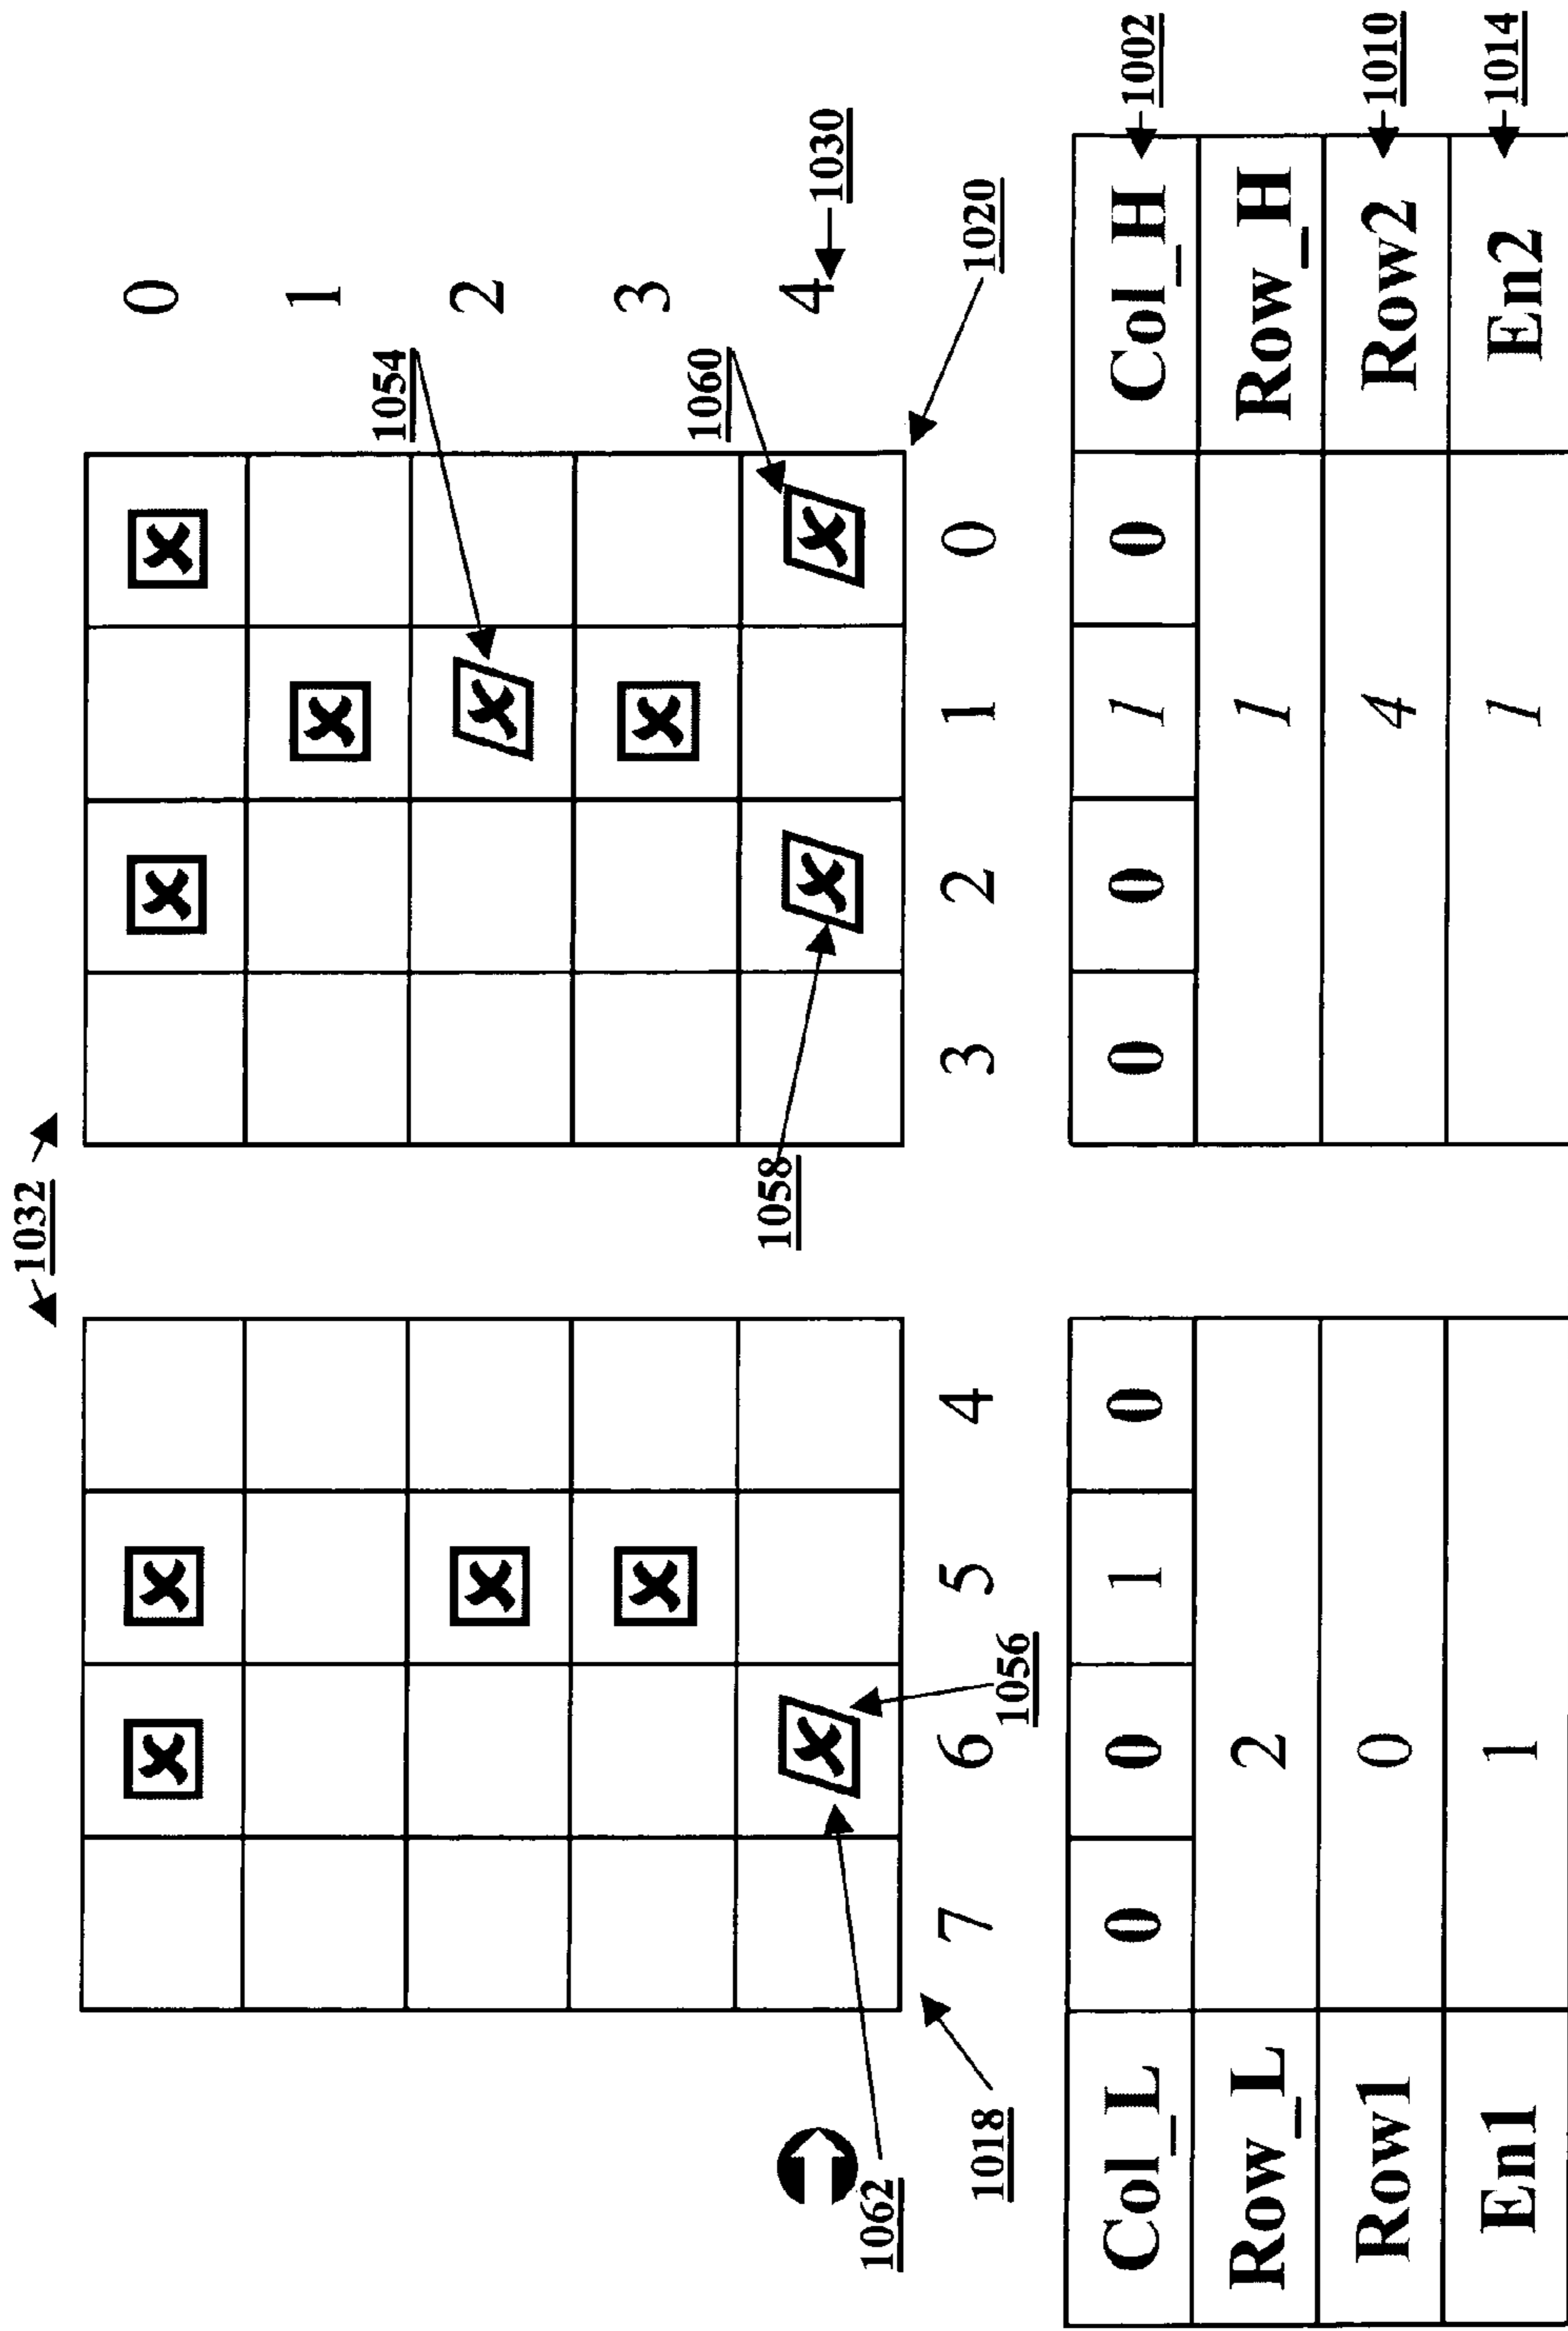 1032
0
1
1054
2
3
1058 1060
4 1030
1062
7 6 5 4 3 2 1 0
1018 1020
1056
Col_L 0 0 1 0 0 0 1 0 Col_H 1002
Row_L 2 1 Row_H
Row1 0 4 Row2 1010
En1 1 1 En2 1014